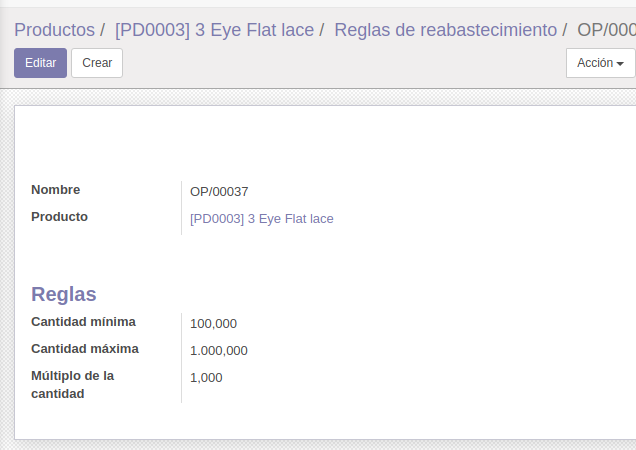 Productos / [PD0003] 3 Eye Flat lace / Reglas de reabastecimiento / OP/000
Editar Crear Acción
Nombre OP/00037
Producto [PD0003] 3 Eye Flat lace
Reglas
Cantidad mínima 100,000
Cantidad máxima 1.000,000
Múltiplo de la 1,000
cantidad